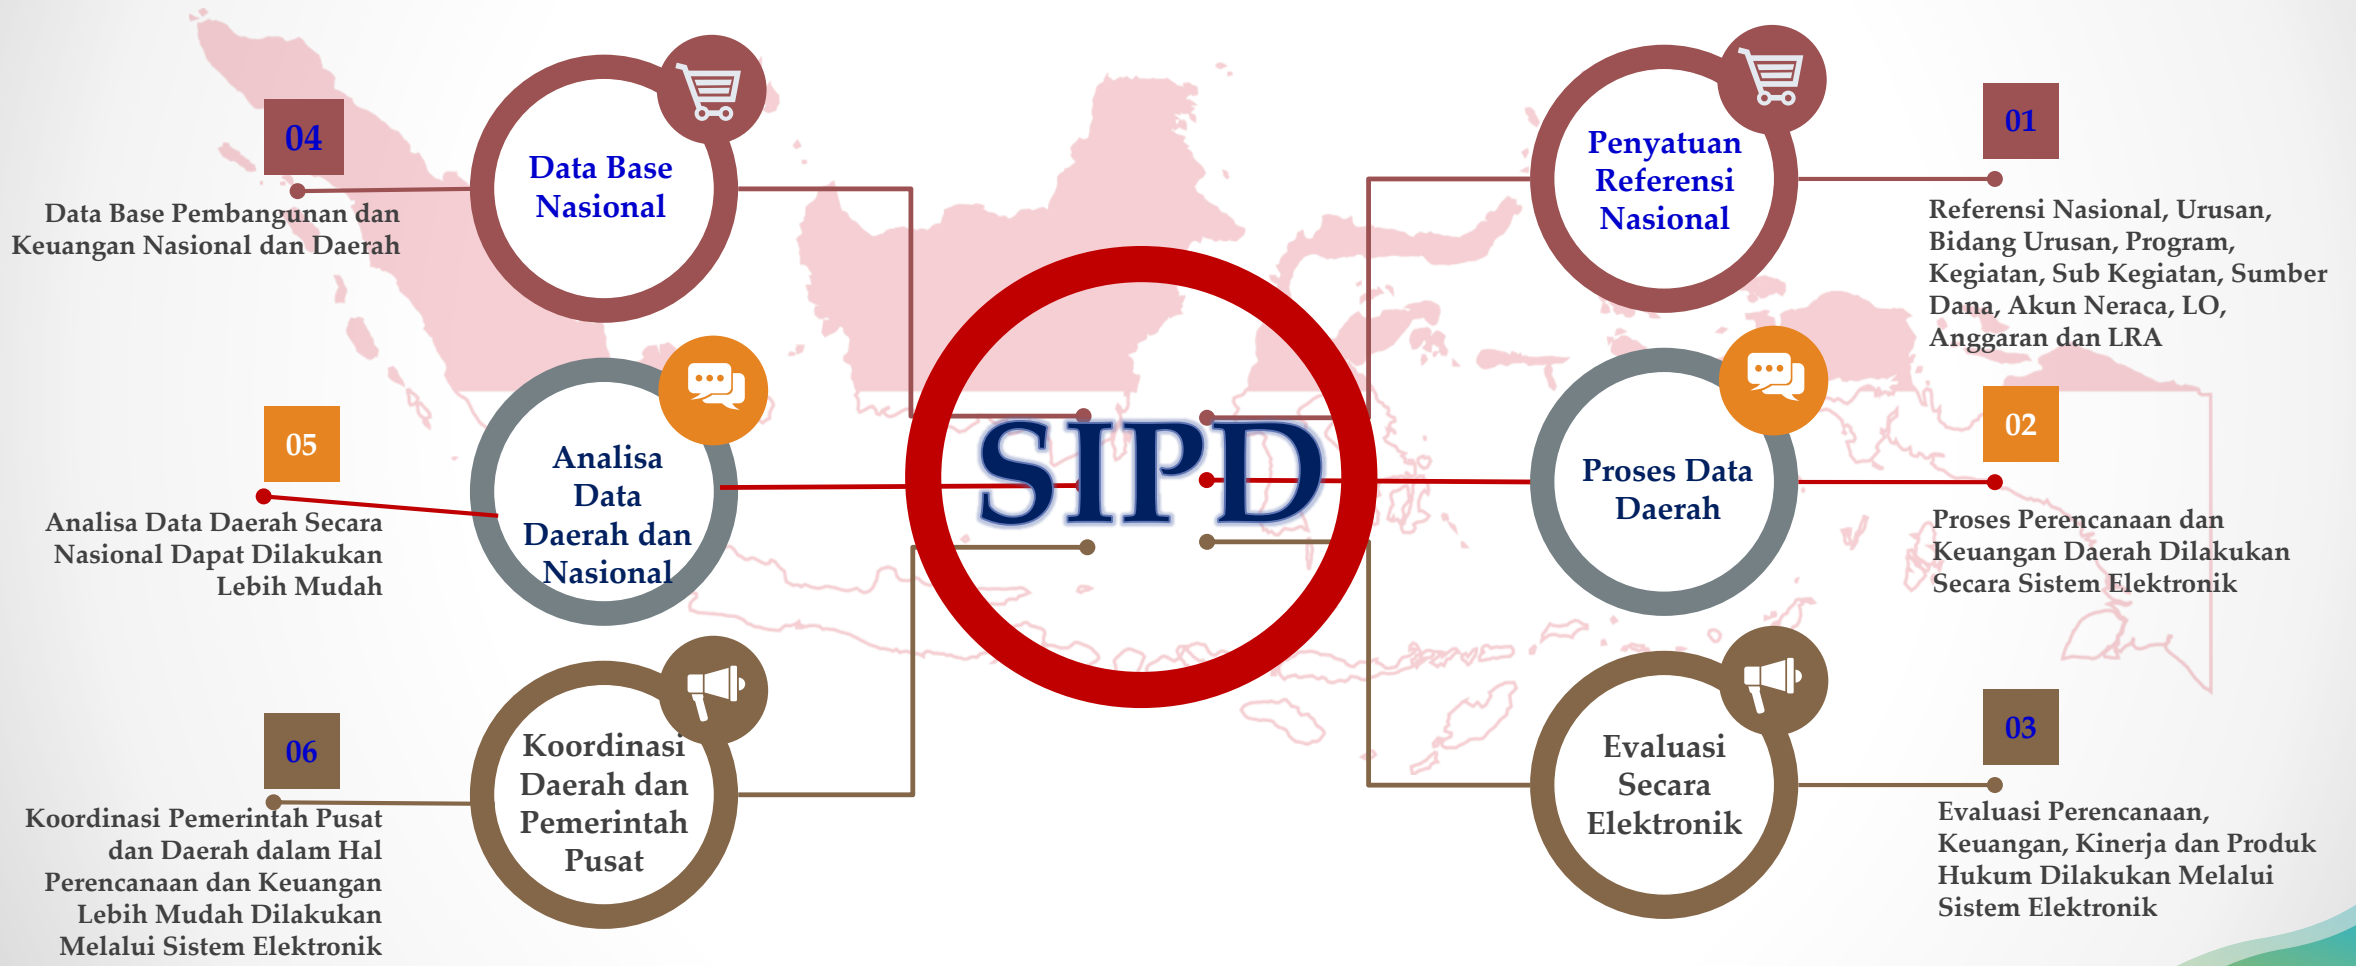 04
Data Base
Nasional
Data Base Pembangunan dan
Keuangan Nasional dan Daerah
05
Analisa
Data
Daerah dan
Nasional
Analisa Data Daerah Secara
Nasional Dapat Dilakukan
Lebih Mudah
06
Koordinasi
Daerah dan
Pemerintah
Pusat
Koordinasi Pemerintah Pusat
dan Daerah dalam Hal
Perencanaan dan Keuangan
Lebih Mudah Dilakukan
Melalui Sistem Elektronik
SIPD
Penyatuan
Referensi
Nasional
01
Referensi Nasional, Urusan,
Bidang Urusan, Program,
Kegiatan, Sub Kegiatan, Sumber
Dana, Akun Neraca, LO,
Anggaran dan LRA
Proses Data
Daerah
02
Proses Perencanaan dan
Keuangan Daerah Dilakukan
Secara Sistem Elektronik
Evaluasi
Secara
Elektronik
03
Evaluasi Perencanaan,
Keuangan, Kinerja dan Produk
Hukum Dilakukan Melalui
Sistem Elektronik